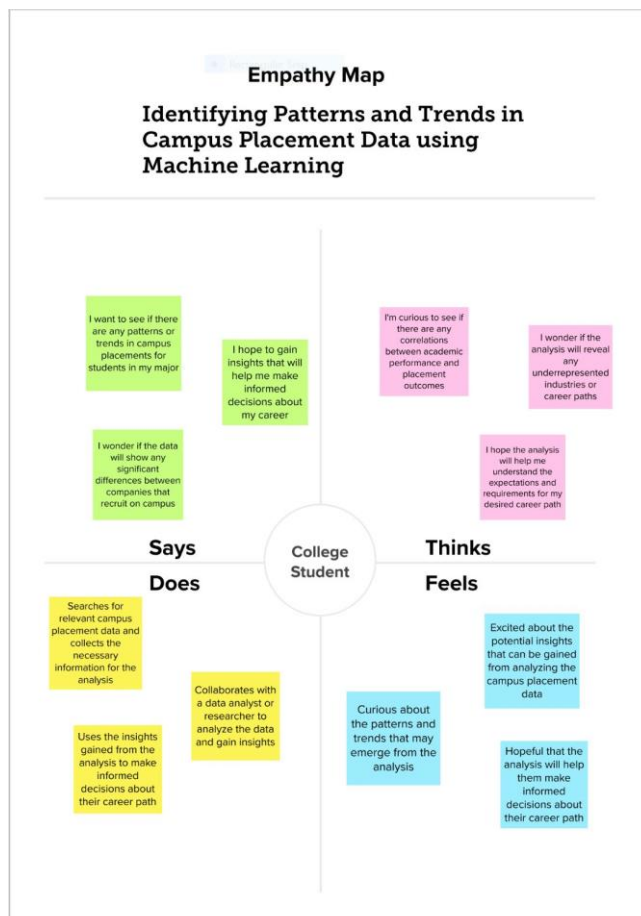 Empathy Map
Identifying Patterns and Trends in
Campus Placement Data using
Machine Learning
I want to see if there
are any patterns or
trends in campus
placements for
students in my major
I hope to gain
insights that will
help me make
informed
decisions about
my career
I wonder if the data
will show any
significant
differences between
companies that
recruit on campus
I'm curious to see if
there are any
correlations
between academic
performance and
placement
outcomes
I wonder if the
analysis will reveal
any
underrepresented
industries or
career paths
I hope the analysis
will help me
understand the
expectations and
requirements for my
desired career path
Says
Thinks
College
Student
Does
Feels
Searches for
relevant campus
placement data and
collects the
necessary
information for the
analysis
Collaborates with
a data analyst or
researcher to
analyze the data
and gain insights
Uses the insights
gained from the
analysis to make
informed
decisions about
their career path
Excited about the
potential insights
that can be gained
from analyzing the
campus placement
data
Curious about
the patterns and
trends that may
emerge from the
analysis
Hopeful that the
analysis will help
them make
informed
decisions about
their career path